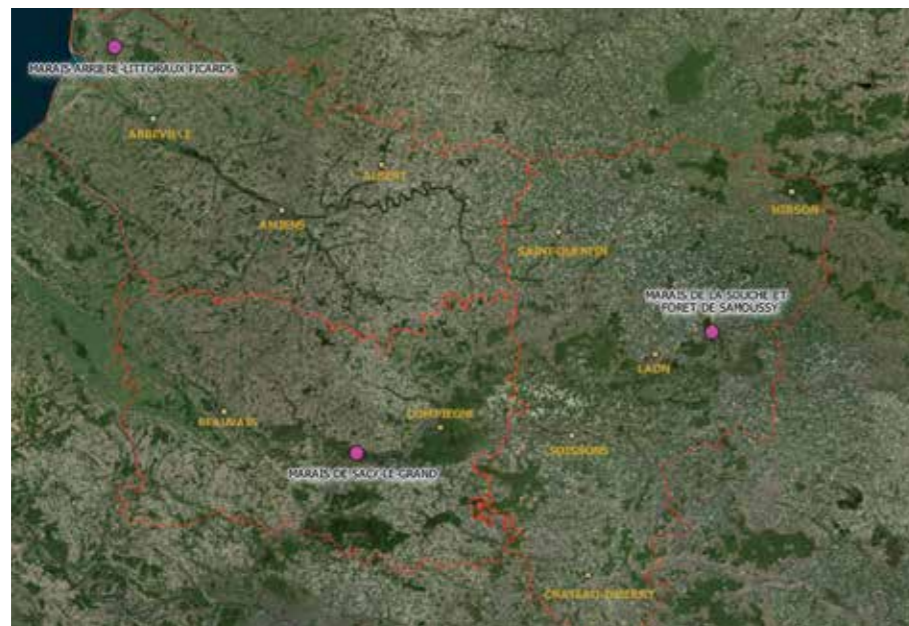 MARAIS ARRIERE-LITTORAUX PICARDS
ABBEVILLE
ALBERT
AMIENS
HIRSON
SAINT-QUENTIN
MARAIS DE LA SOUCHE ET
FORET DE SAMOUSSY
LAON
BEAUVAIS
COMPIEGNE
SOISSONS
MARAIS DE SACY-LE-GRAND
CHATEAU-THIERRY